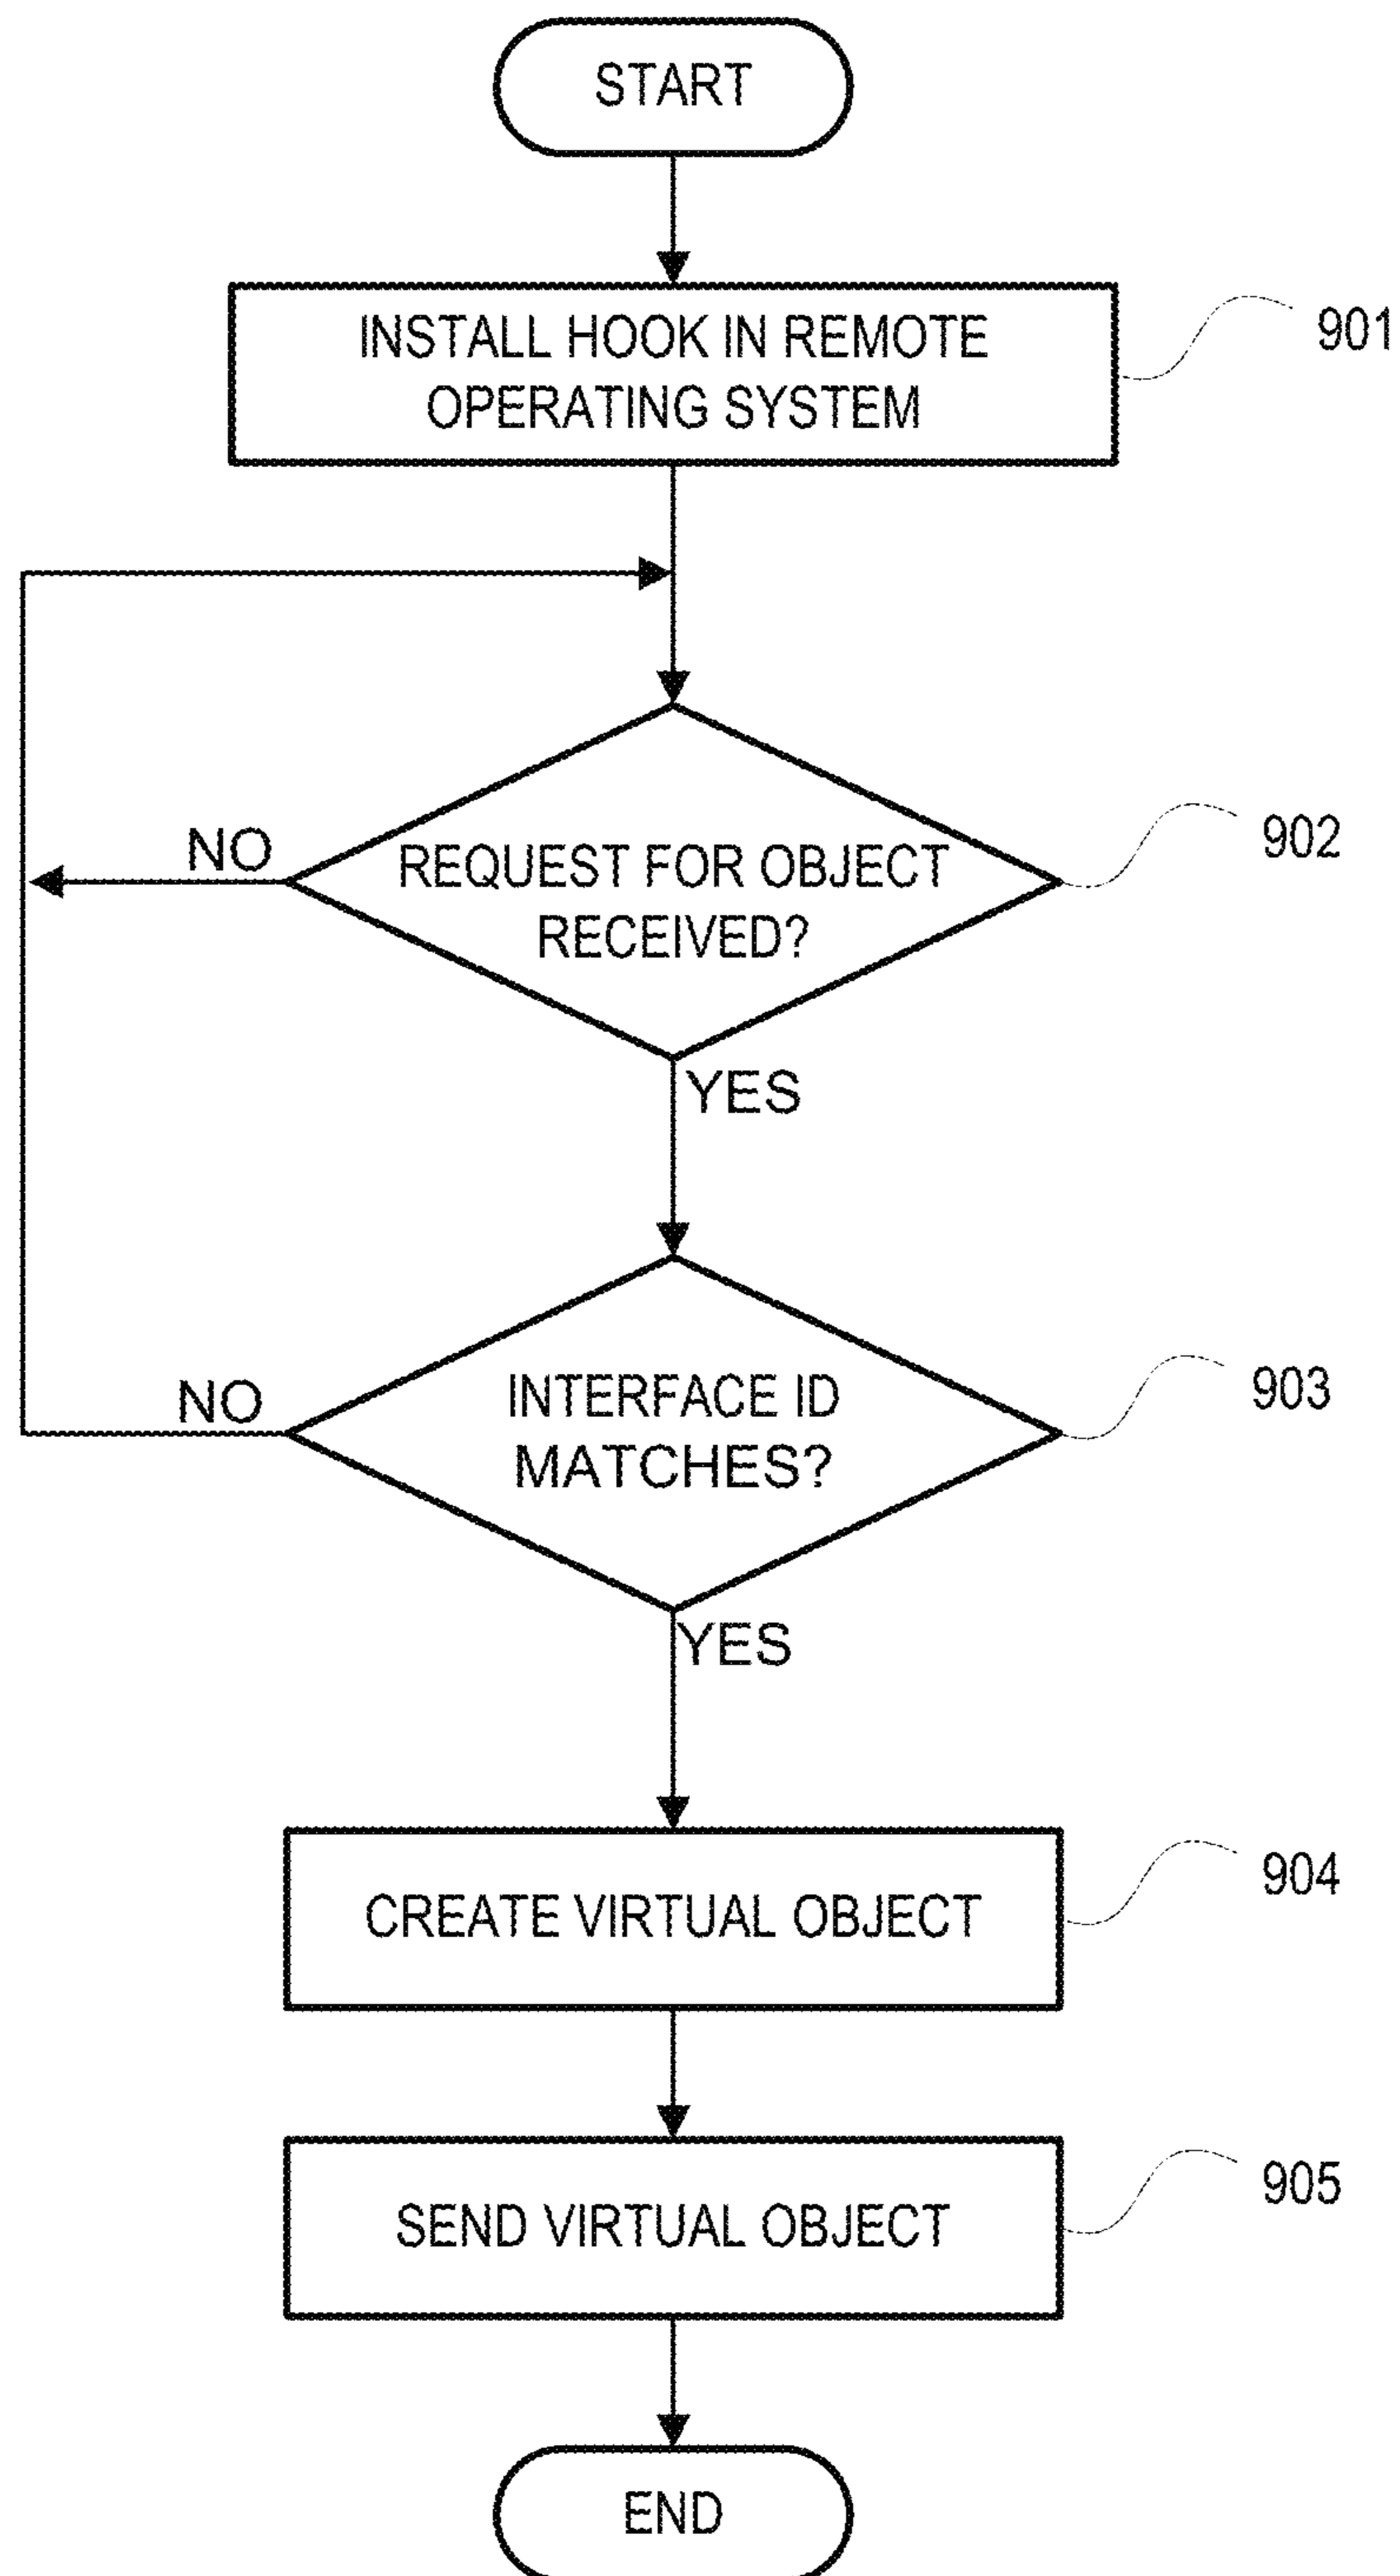 START
INSTALL HOOK IN REMOTE
OPERATING SYSTEM
901
REQUEST FOR OBJECT
RECEIVED?
902
NO
YES
INTERFACE ID
MATCHES?
903
NO
YES
CREATE VIRTUAL OBJECT
904
SEND VIRTUAL OBJECT
905
END